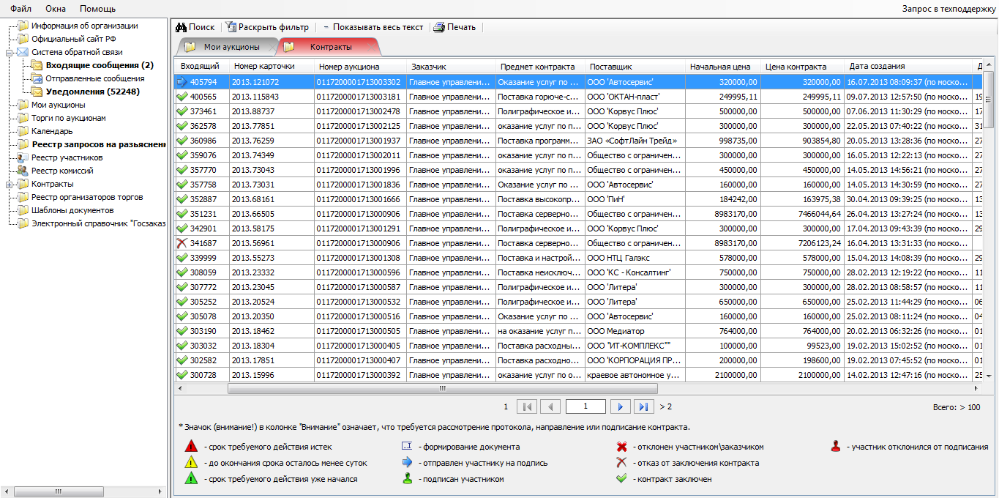 Файл Окна Помощь Запрос в техподдержку
Информация об организации
Официальный сайт РФ
Система обратной связи
Входящие сообщения (2)
Отправленные сообщения
Уведомления (52248)
Мои аукционы
Торги по аукционам
Календарь
Реестр запросов на разъяснени
Реестр участников
Реестр комиссий
Контракты
Реестр организаторов торгов
Шаблоны документов
Электронный справочник "Госзаказ
Поиск Раскрыть фильтр - Показывать весь текст Печать
Мои аукционы Контракты
Входящий Номер карточки Номер аукциона Заказчик Предмет контракта Поставщик Начальная цена Цена контракта Дата создания Д
405794 2013.121072 0117200001713003302 Главное управлени... Оказание услуг по ... ООО 'Автосервис' 320000,00 320000,00 16.07.2013 08:09:37 (по моско...
400565 2013.115843 0117200001713003181 Главное управлени... Поставка горюче-с... ООО "ОКТАН-пласт" 249995,11 249995,11 09.07.2013 12:57:50 (по моско... 19
373461 2013.88737 0117200001713002478 Главное управлени... Полиграфическое и... ООО 'Корвус Плюс' 500000,00 500000,00 07.06.2013 11:30:29 (по моско... 17
362578 2013.77851 0117200001713002125 Главное управлени... оказание услуг по п... ООО 'Корвус Плюс' 300000,00 300000,00 22.05.2013 07:40:22 (по моско... 31
360986 2013.76259 0117200001713001937 Главное управлени... Поставка программ... ЗАО «СофтЛайн Трейд» 998735,00 903854,80 20.05.2013 13:28:36 (по моско... 27
359076 2013.74349 0117200001713002011 Главное управлени... оказание услуг по п... Общество с ограничен... 300000,00 300000,00 16.05.2013 12:22:13 (по моско... 27
357770 2013.73043 0117200001713001996 Главное управлени... оказание услуг по п... Общество с ограничен... 450000,00 450000,00 14.05.2013 14:56:21 (по моско... 27
357758 2013.73031 0117200001713001836 Главное управлени... Оказание услуг по ... ООО 'Автосервис' 160000,00 160000,00 14.05.2013 14:30:59 (по моско... 27
352887 2013.68161 0117200001713001666 Главное управлени... Поставка высокопр... ООО "ПиН" 184242,00 163975,38 30.04.2013 09:39:25 (по моско... 13
351231 2013.66505 0117200001713000906 Главное управлени... Поставка серверно... Общество с ограничен... 8983170,00 7466044,64 26.04.2013 13:27:24 (по моско... 13
342901 2013.58175 0117200001713001291 Главное управлени... Полиграфическое и... ООО 'Корвус Плюс' 300000,00 300000,00 17.04.2013 09:43:39 (по моско... 29
341687 2013.56961 0117200001713000906 Главное управлени... Поставка серверно... Общество с ограничен... 8983170,00 7206123,24 16.04.2013 13:31:33 (по моско...
339999 2013.55273 0117200001713001308 Главное управлени... Поставка и настрой... ООО НТЦ Галэкс 578000,00 578000,00 15.04.2013 14:08:39 (по моско... 29
308059 2013.23332 0117200001713000596 Главное управлени... Поставка неисключ... ООО 'КС - Консалтинг' 750000,00 750000,00 28.02.2013 12:19:22 (по моско... 11
307772 2013.23045 0117200001713000587 Главное управлени... Полиграфическое и... ООО 'Литера' 300000,00 300000,00 28.02.2013 08:58:57 (по моско... 11
305252 2013.20524 0117200001713000532 Главное управлени... Полиграфическое и... ООО 'Литера' 650000,00 650000,00 25.02.2013 11:44:29 (по моско... 06
305078 2013.20350 0117200001713000516 Главное управлени... Оказание услуг по ... ООО 'Автосервис' 160000,00 160000,00 25.02.2013 08:11:24 (по моско... 04
303190 2013.18462 0117200001713000505 Главное управлени... на оказание услуг п... ООО Медиатор 764000,00 764000,00 20.02.2013 06:32:26 (по моско... 01
303032 2013.18304 0117200001713000405 Главное управлени... Поставка расходны... ООО "ИТ-КОМПЛЕКС"" 100000,00 99523,00 19.02.2013 15:02:52 (по моско... 01
302582 2013.17851 0117200001713000407 Главное управлени... Поставка расходно... ООО 'КОРПОРАЦИЯ ПР... 200000,00 198600,00 19.02.2013 07:45:52 (по моско... 01
300728 2013.15996 0117200001713000392 Главное управлени... оказание услуг по о... краевое автономное у... 2100000,00 2100000,00 14.02.2013 12:47:16 (по моско... 25
1 1 > 2 Всего: > 100
* Значок (внимание!) в колонке "Внимание" означает, что требуется рассмотрение протокола, направление или подписание контракта.
- срок требуемого действия истек - формирование документа - отклонен участником\заказчиком - участник отклонился от подписания
- до окончания срока осталось менее суток - отправлен участнику на подпись - отказ от заключения контракта
- срок требуемого действия уже начался - подписан участником - контракт заключен